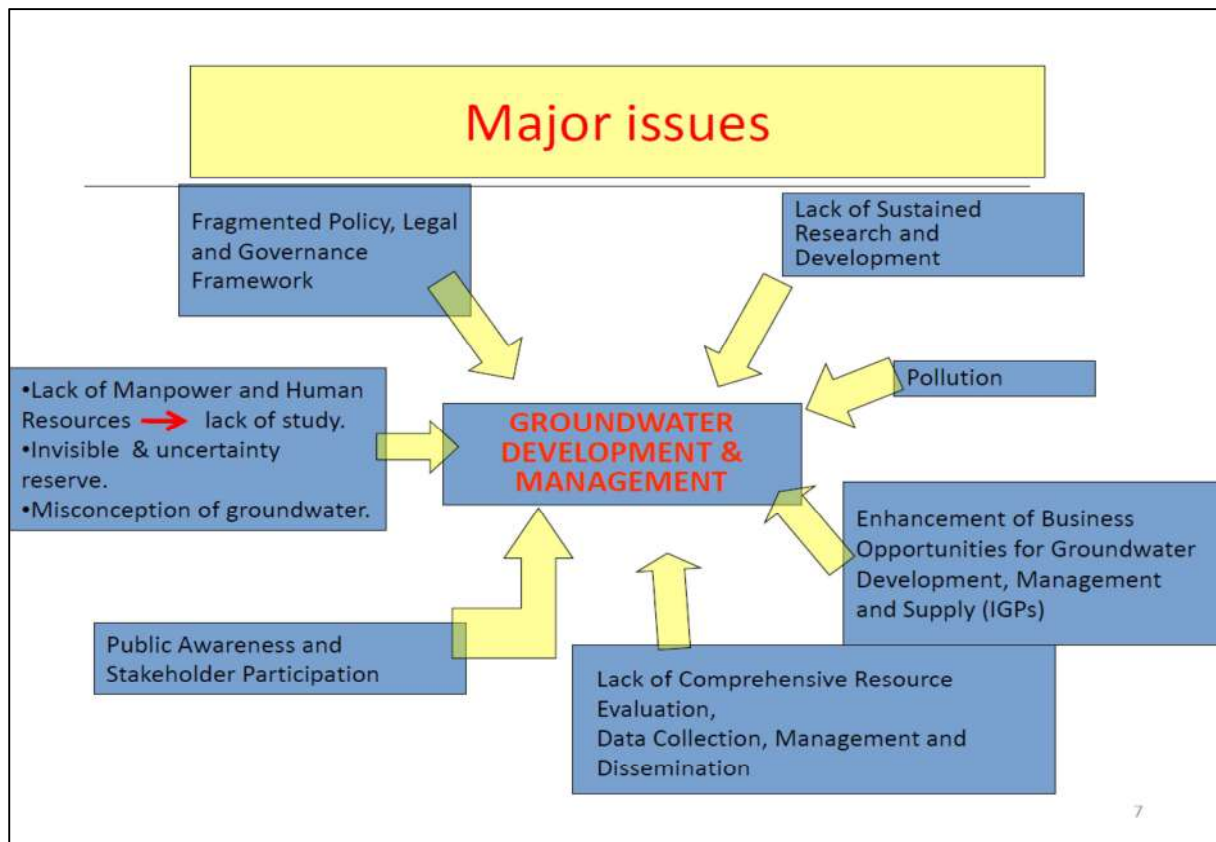 Major issues
Fragmented Policy, Legal
and Governance
Framework
Lack of Sustained
Research and
Development
•Lack of Manpower and Human
Resources → lack of study.
•Invisible & uncertainty
reserve.
•Misconception of groundwater.
GROUNDWATER
DEVELOPMENT &
MANAGEMENT
Pollution
Enhancement of Business
Opportunities for Groundwater
Development, Management
and Supply (IGPs)
Public Awareness and
Stakeholder Participation
Lack of Comprehensive Resource
Evaluation,
Data Collection, Management and
Dissemination
7